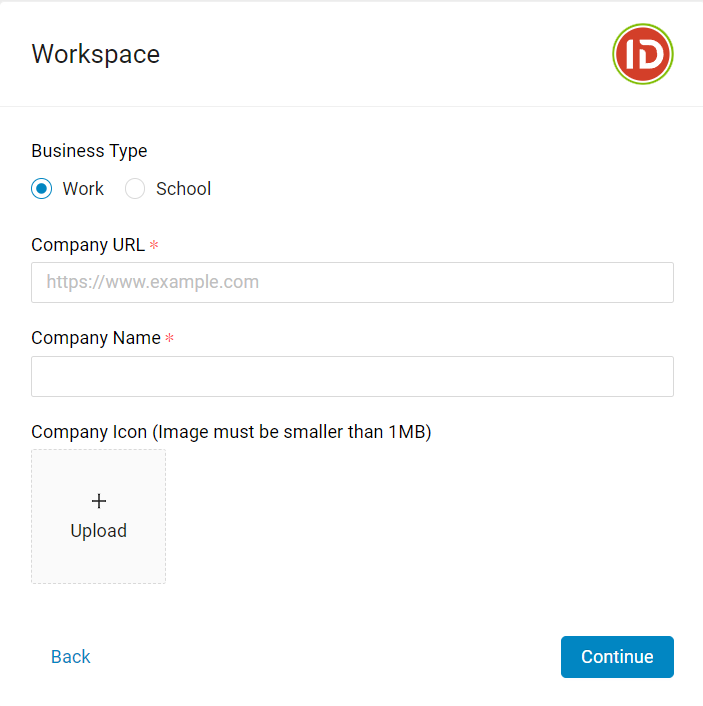 Workspace
ID
Business Type
Work School
Company URL *
https://www.example.com
Company Name *
Company Icon (Image must be smaller than 1MB)
+
Upload
Back Continue